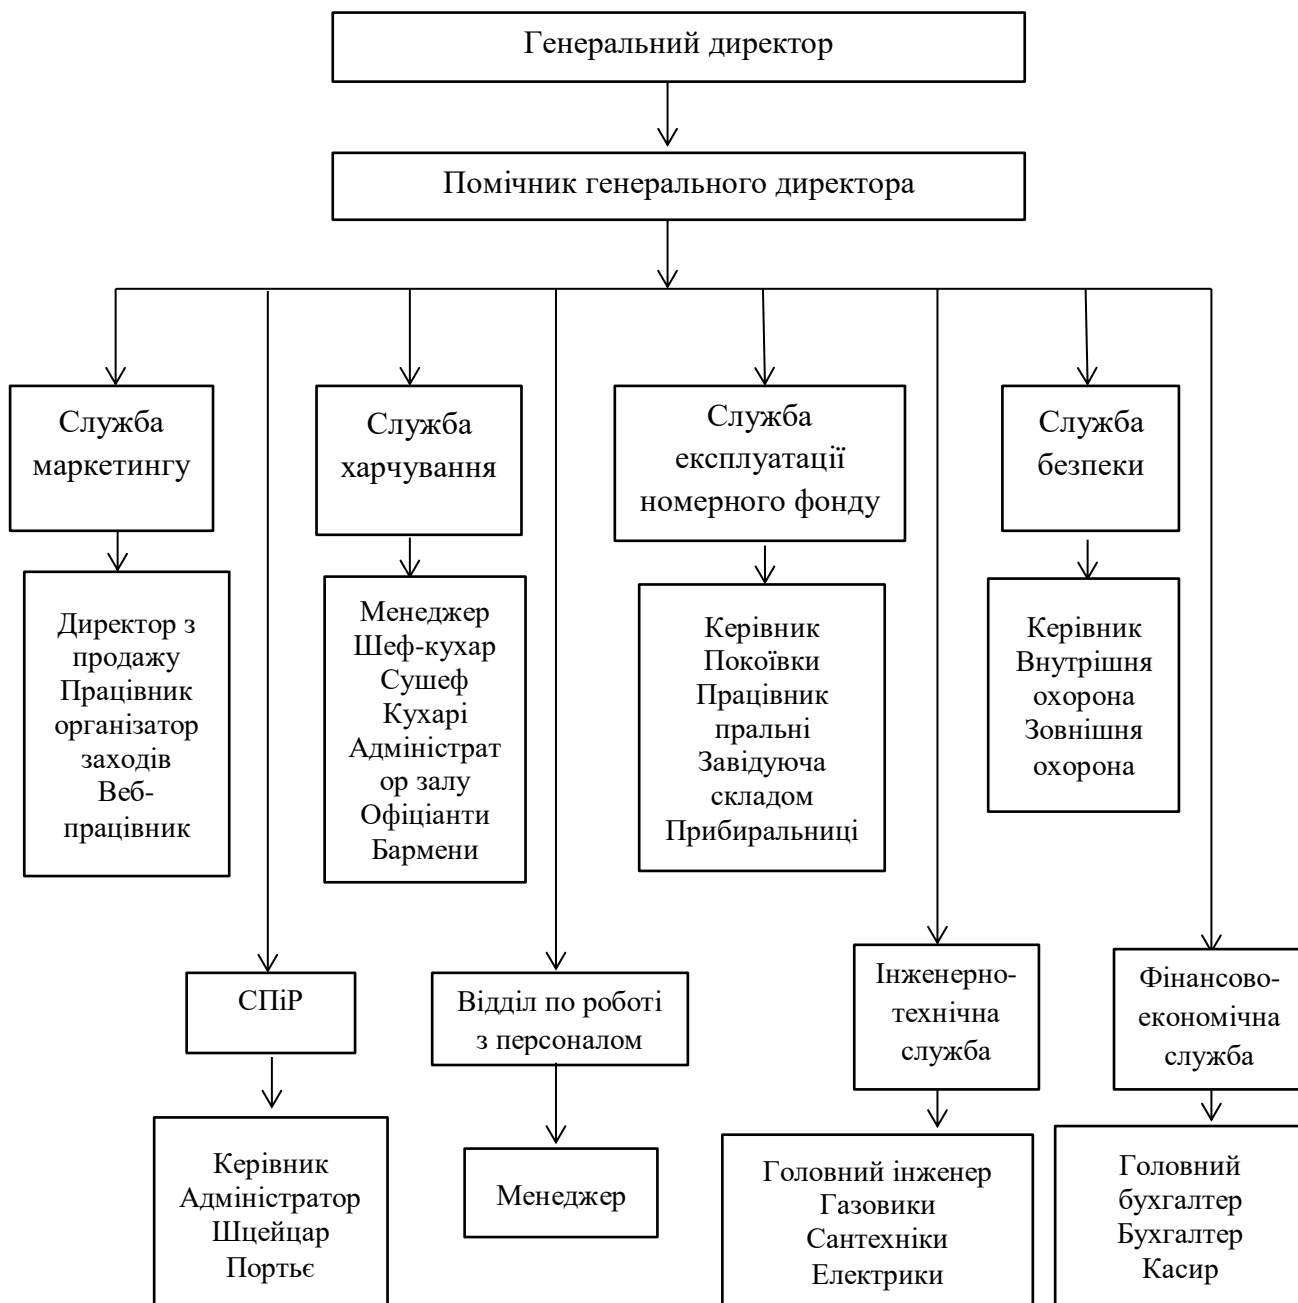 Генеральний директор
Помічник генерального директора
Служба
маркетингу
Служба
харчування
Служба
експлуатації
номерного фонду
Служба
безпеки
Директор з
продажу
Працівник
організатор
заходів
Веб-
працівник
Менеджер
Шеф-кухар
Сушеф
Кухарі
Адміністрат
ор залу
Офіціанти
Бармени
Керівник
Покоївки
Працівник
пральні
Завідуюча
складом
Прибиральниці
Керівник
Внутрішня
охорона
Зовнішня
охорона
СПіР
Відділ по роботі
з персоналом
Інженерно-
технічна
служба
Фінансово-
економічна
служба
Керівник
Адміністратор
Шцейцар
Портьє
Менеджер
Головний інженер
Газовики
Сантехніки
Електрики
Головний
бухгалтер
Бухгалтер
Касир